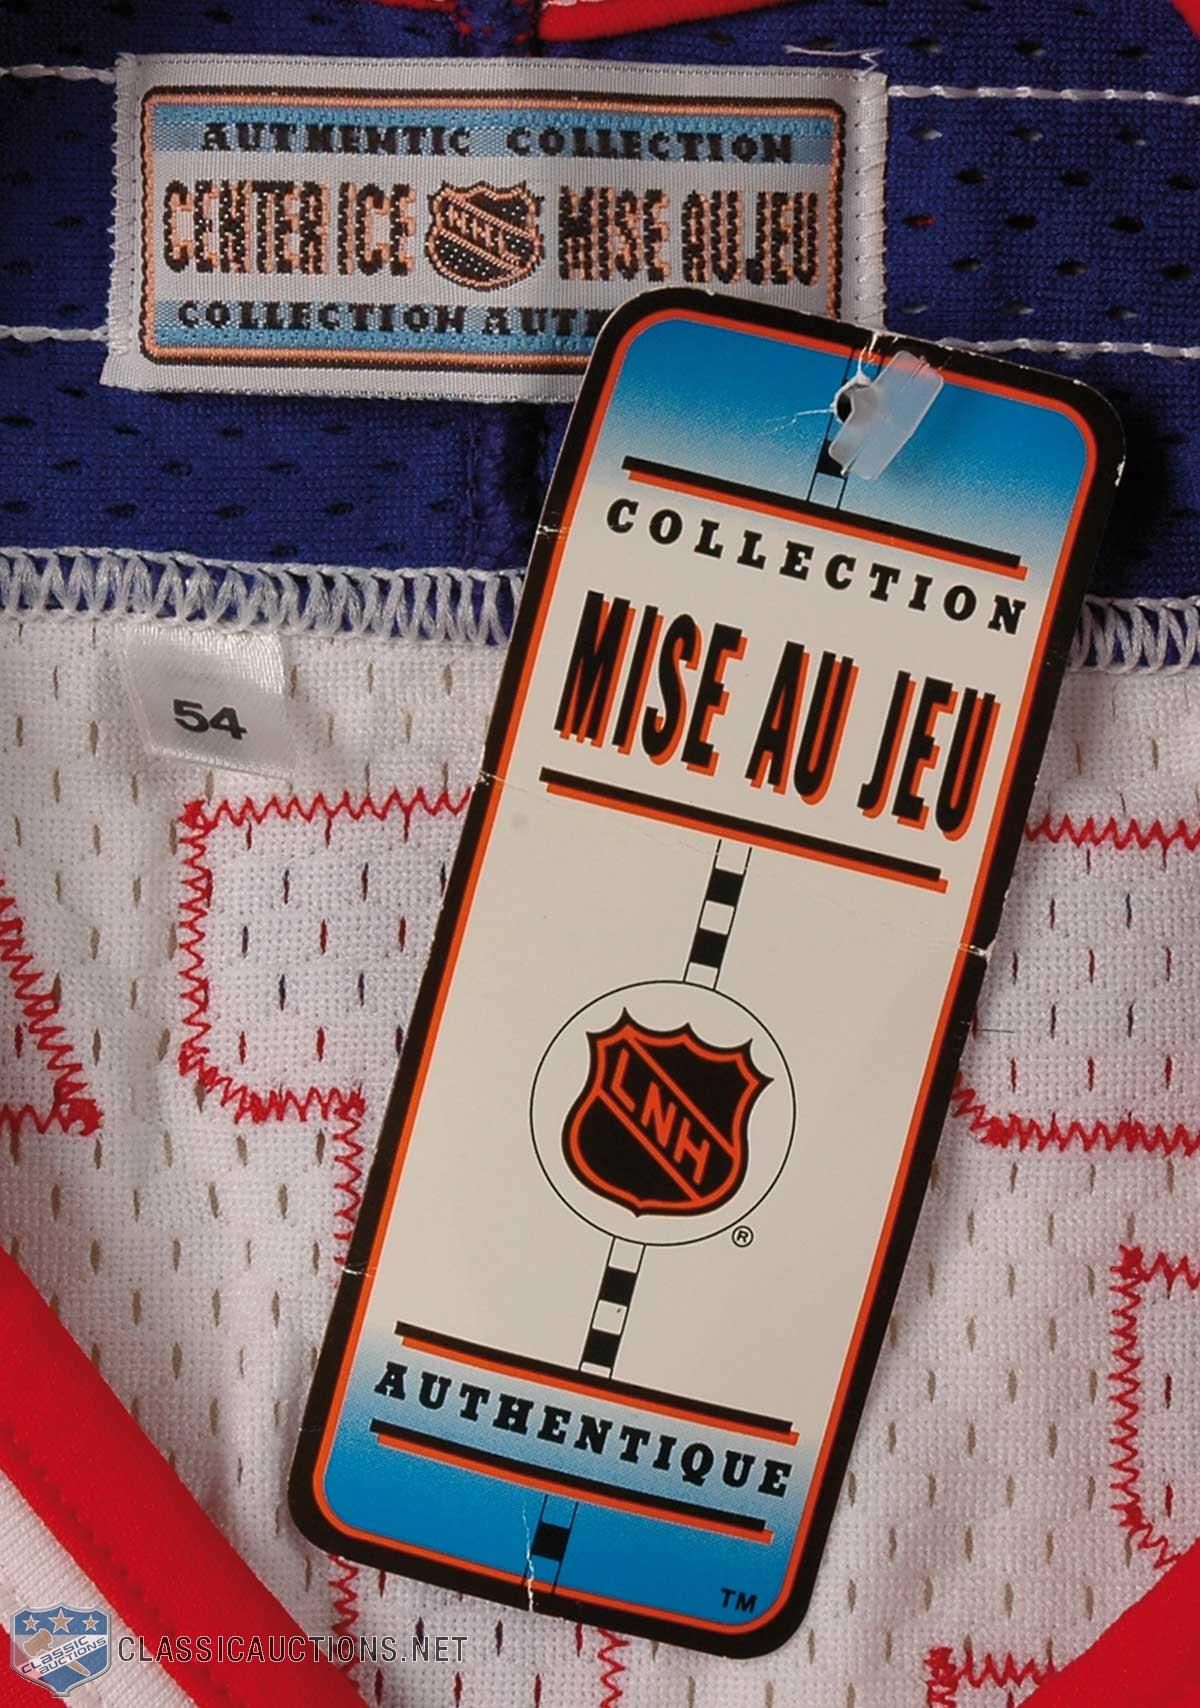 AUTHENTIC COLLECTION
CENTER ICE NHL MISE AU JEU
COLLECTION
54
COLLECTION
MISE AU JEU
LNH
®
AUTHENTIQUE
TM
CLASSIC
AUCTIONS
CLASSICAUCTIONS.NET